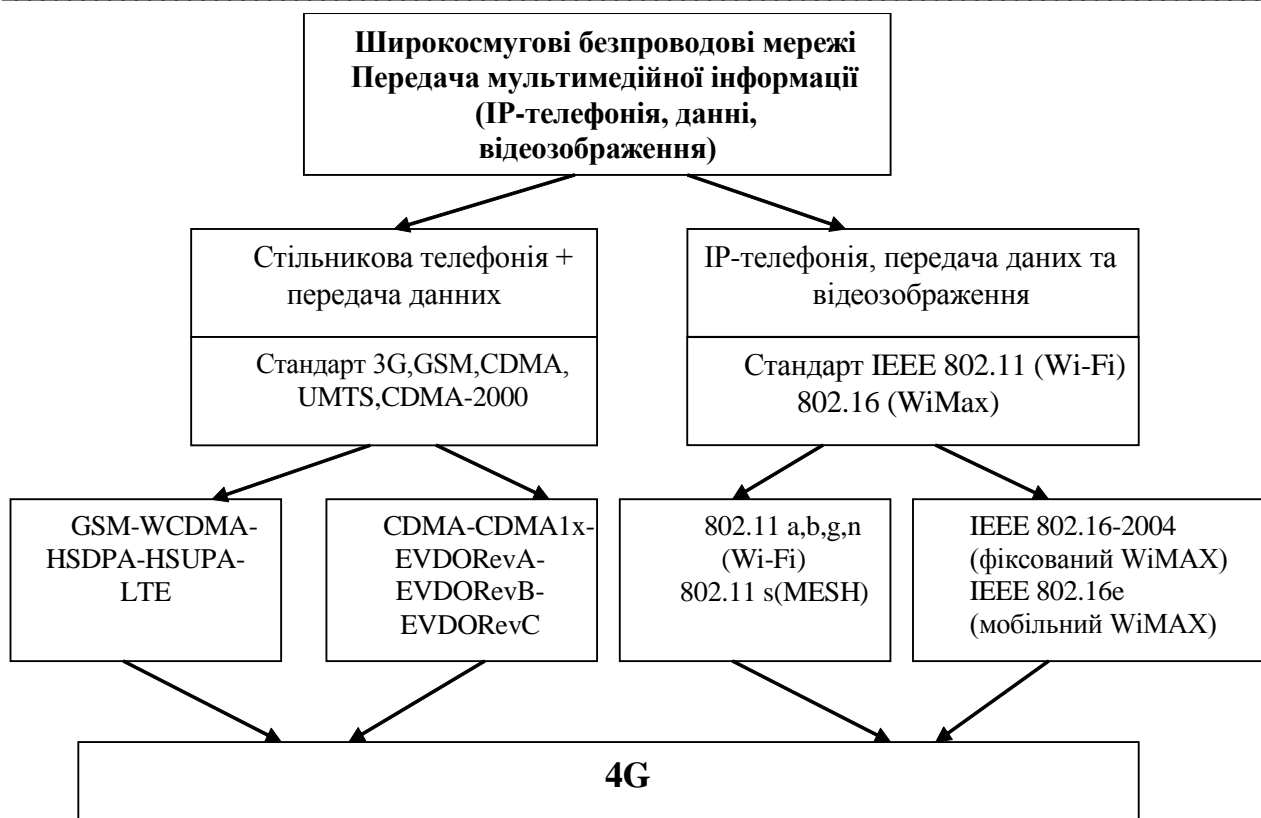 Широкосмугові безпроводові мережі
Передача мультимедійної інформації
(IP-телефонія, данні,
відеозображення)
Стільникова телефонія +
передача данних
Стандарт 3G,GSM,CDMA,
UMTS,CDMA-2000
IP-телефонія, передача даних та
відеозображення
Стандарт IEEE 802.11 (Wi-Fi)
802.16 (WiMax)
GSM-WCDMA-
HSDPA-HSUPA-
LTE
CDMA-CDMA1x-
EVDORevA-
EVDORevB-
EVDORevC
802.11 a,b,g,n
(Wi-Fi)
802.11 s(MESH)
IEEE 802.16-2004
(фіксований WiMAX)
IEEE 802.16e
(мобільний WiMAX)
4G